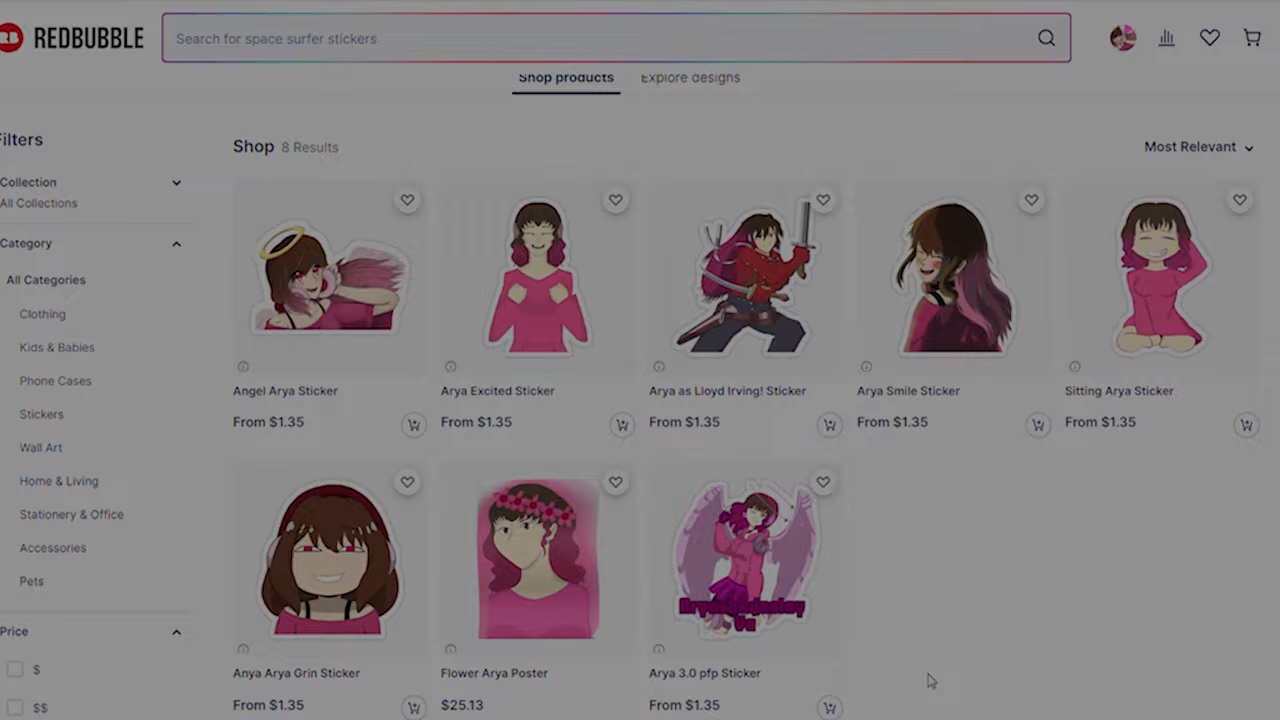 REDBUBBLE
Search for space surfer stickers
Shop products
Explore designs
Filters
Shop 8 Results
Most Relevant
Collection
All Collections
Category
All Categories
Clothing
Kids & Babies
Phone Cases
Stickers
Wall Art
Home & Living
Stationery & Office
Accessories
Pets
Price
$
$$
Angel Arya Sticker
From $1.35
Arya Excited Sticker
From $1.35
Arya as Lloyd Irving! Sticker
From $1.35
Arya Smile Sticker
From $1.35
Sitting Arya Sticker
From $1.35
Anya Arya Grin Sticker
From $1.35
Flower Arya Poster
$25.13
Va
Arya 3.0 pfp Sticker
From $1.35